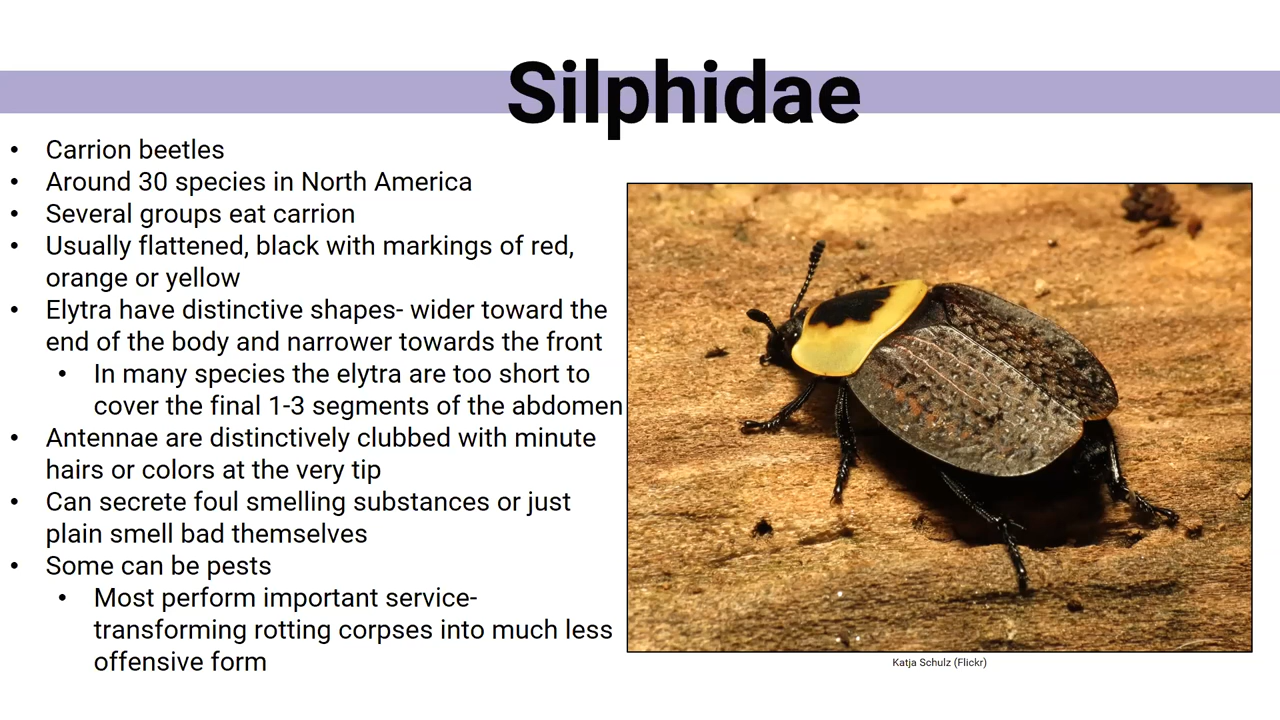 Silphidae
• Carrion beetles
• Around 30 species in North America
• Several groups eat carrion
• Usually flattened, black with markings of red,
orange or yellow
• Elytra have distinctive shapes- wider toward the
end of the body and narrower towards the front
• In many species the elytra are too short to
cover the final 1-3 segments of the abdomen
• Antennae are distinctively clubbed with minute
hairs or colors at the very tip
• Can secrete foul smelling substances or just
plain smell bad themselves
• Some can be pests
• Most perform important service-
transforming rotting corpses into much less
offensive form
Katja Schulz (Flickr)